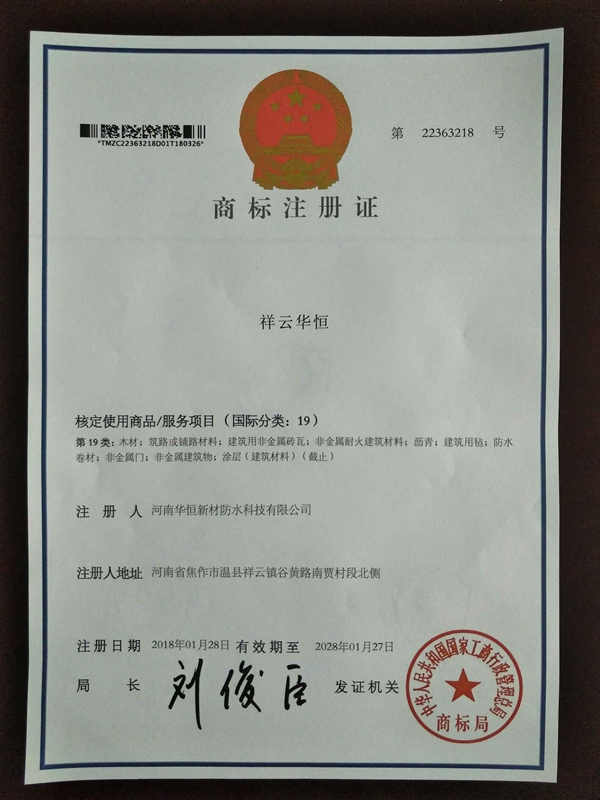 *TMZC22363218D01T180326*
第 22363218 号
商标注册证
祥云华恒
核定使用商品/服务项目（国际分类：19）
第19类：木材；筑路或铺路材料；建筑用非金属砖瓦；非金属耐火建筑材料；沥青；建筑用毡；防水
卷材；非金属门；非金属建筑物；涂层（建筑材料）（截止）
注册人 河南华恒新材防水科技有限公司
注册人地址 河南省焦作市温县祥云镇谷黄路南贾村段北侧
注册日期 2018年01月28日 有效期至 2028年01月27日
局长 刘俊臣 发证机关
中华人民共和国国家工商行政管理总局
商标局